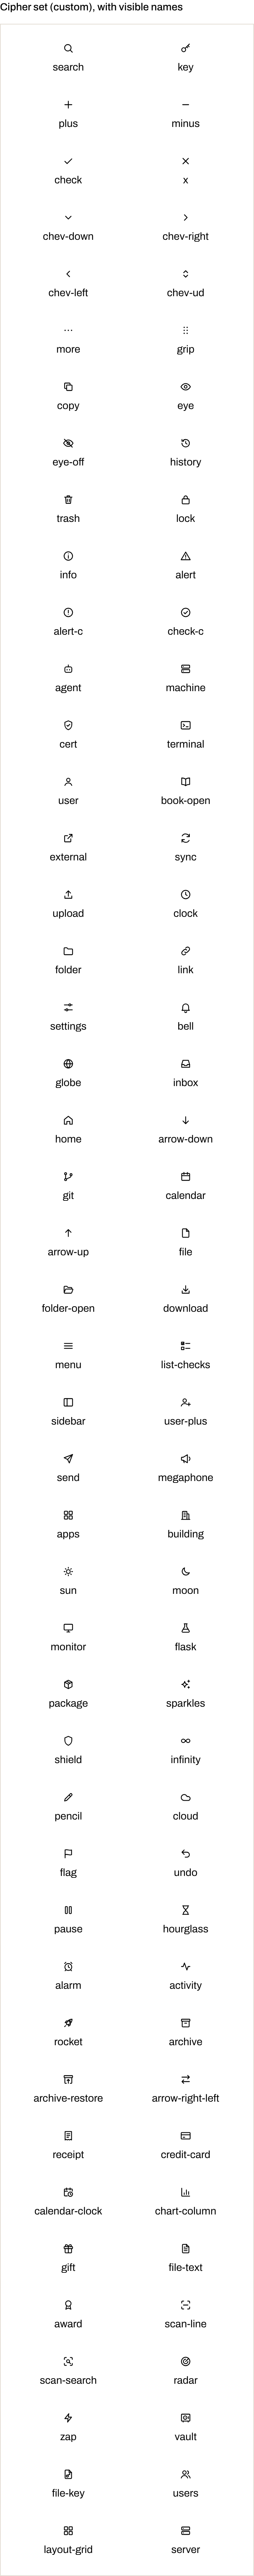 Cipher set (custom), with visible names
search key
plus minus
check x
chev-down chev-right
chev-left chev-ud
more grip
copy eye
eye-off history
trash lock
info alert
alert-c check-c
agent machine
cert terminal
user book-open
external sync
upload clock
folder link
settings bell
globe inbox
home arrow-down
git calendar
arrow-up file
folder-open download
menu list-checks
sidebar user-plus
send megaphone
apps building
sun moon
monitor flask
package sparkles
shield infinity
pencil cloud
flag undo
pause hourglass
alarm activity
rocket archive
archive-restore arrow-right-left
receipt credit-card
calendar-clock chart-column
gift file-text
award scan-line
scan-search radar
zap vault
file-key users
layout-grid server